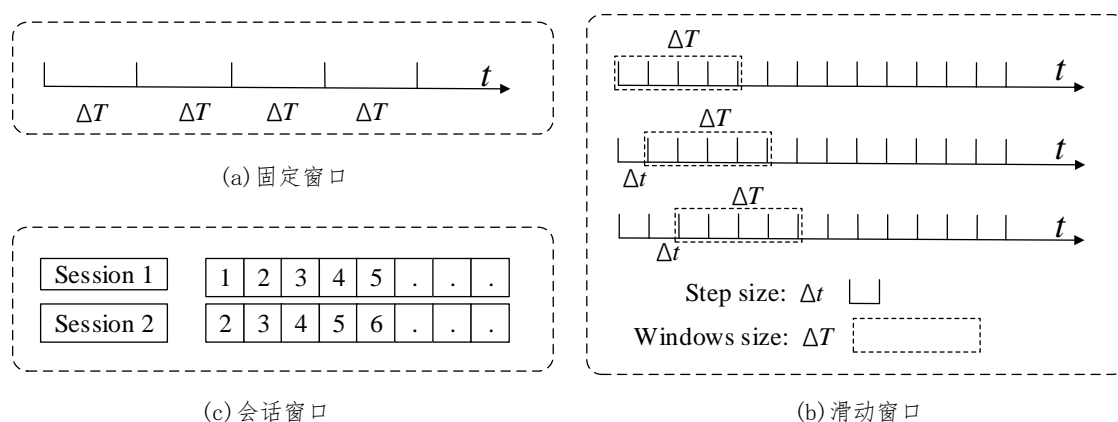 t
ΔT ΔT ΔT ΔT
(a)固定窗口
Session 1 1 2 3 4 5 . . .
Session 2 2 3 4 5 6 . . .
(c)会话窗口
ΔT
t
ΔT
t
Δt
ΔT
t
Δt
Step size: Δt
Windows size: ΔT
(b)滑动窗口